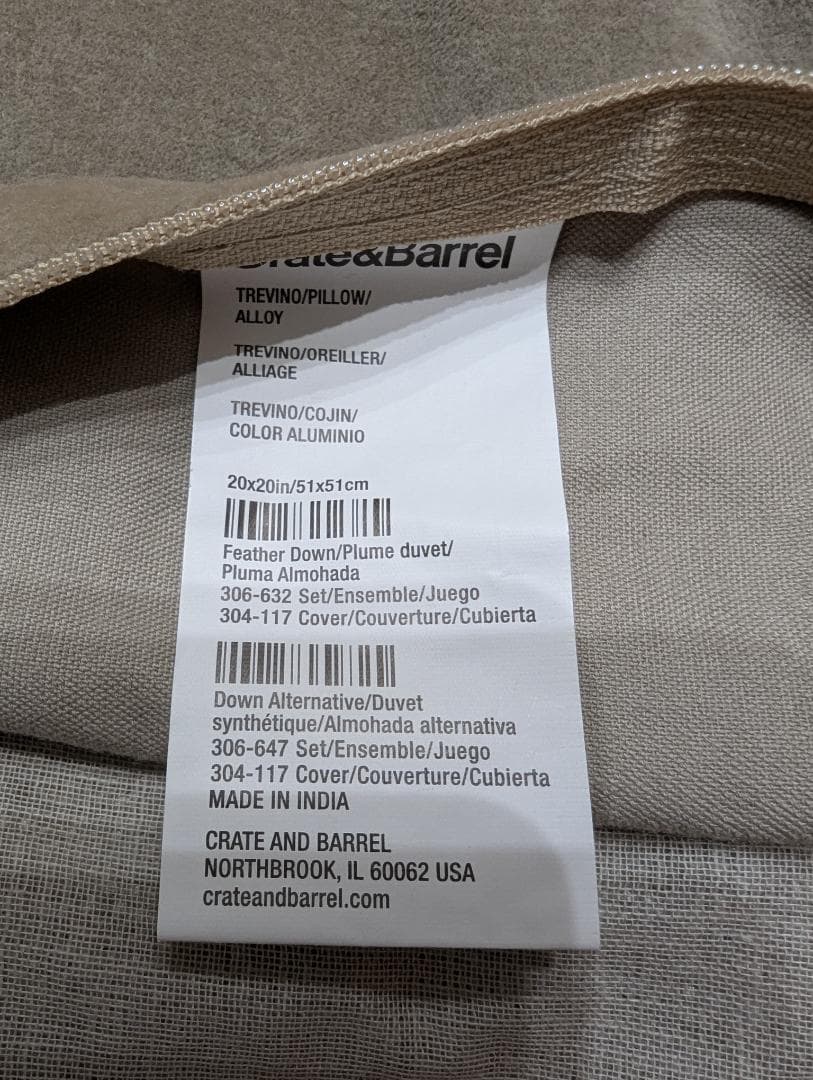 Crate&Barrel
TREVINO/PILLOW/
ALLOY
TREVINO/OREILLER/
ALLIAGE
TREVINO/COJIN/
COLOR ALUMINIO
20x20in/51x51cm
Feather Down/Plume duvet/
Pluma Almohada
306-632 Set/Ensemble/Juego
304-117 Cover/Couverture/Cubierta
Down Alternative/Duvet
synthétique/Almohada alternativa
306-647 Set/Ensemble/Juego
304-117 Cover/Couverture/Cubierta
MADE IN INDIA
CRATE AND BARREL
NORTHBROOK, IL 60062 USA
crateandbarrel.com